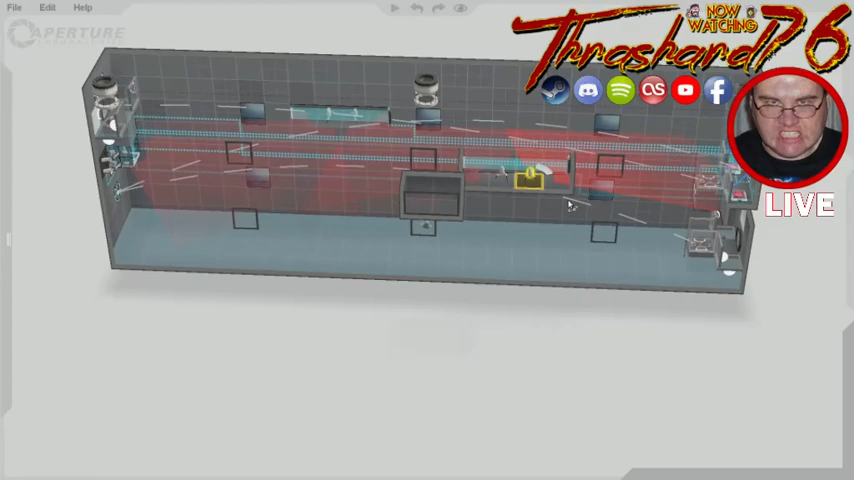 File Edit Help
APERTURE
NOW
WATCHING
Thrashard76
LIVE